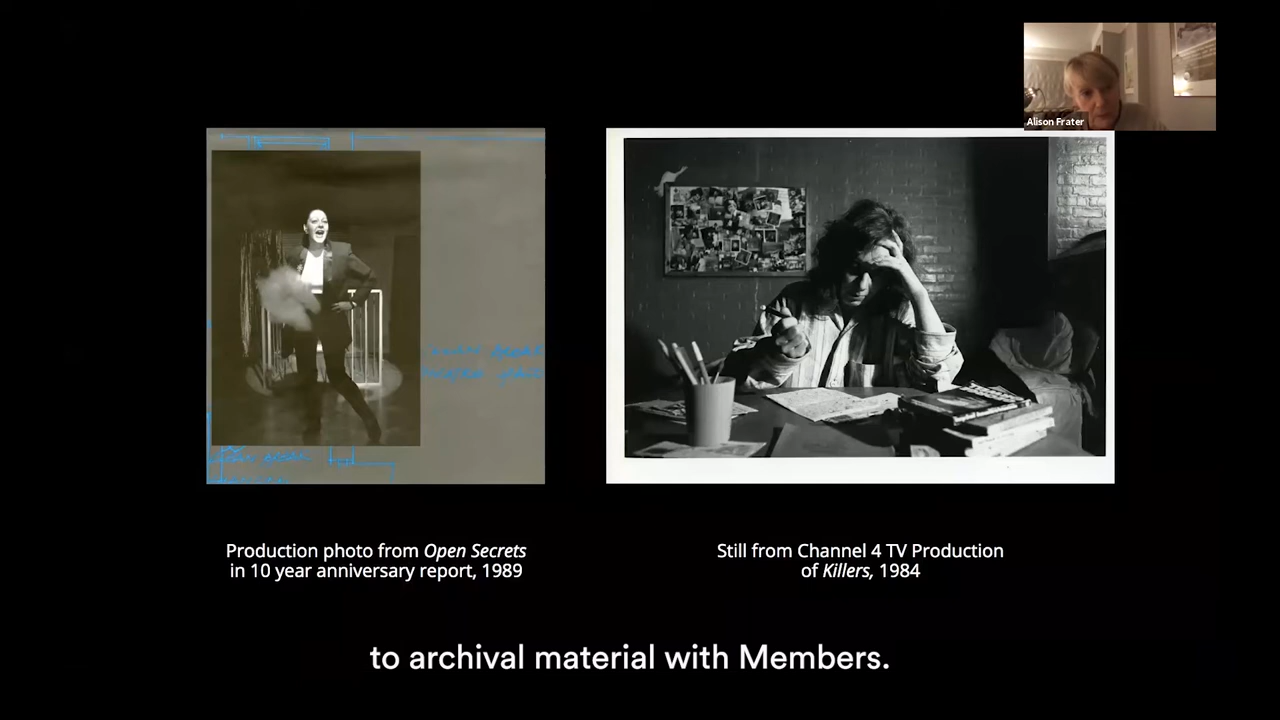 Alison Frater
Production photo from Open Secrets
in 10 year anniversary report, 1989
Still from Channel 4 TV Production
of Killers, 1984
to archival material with Members.